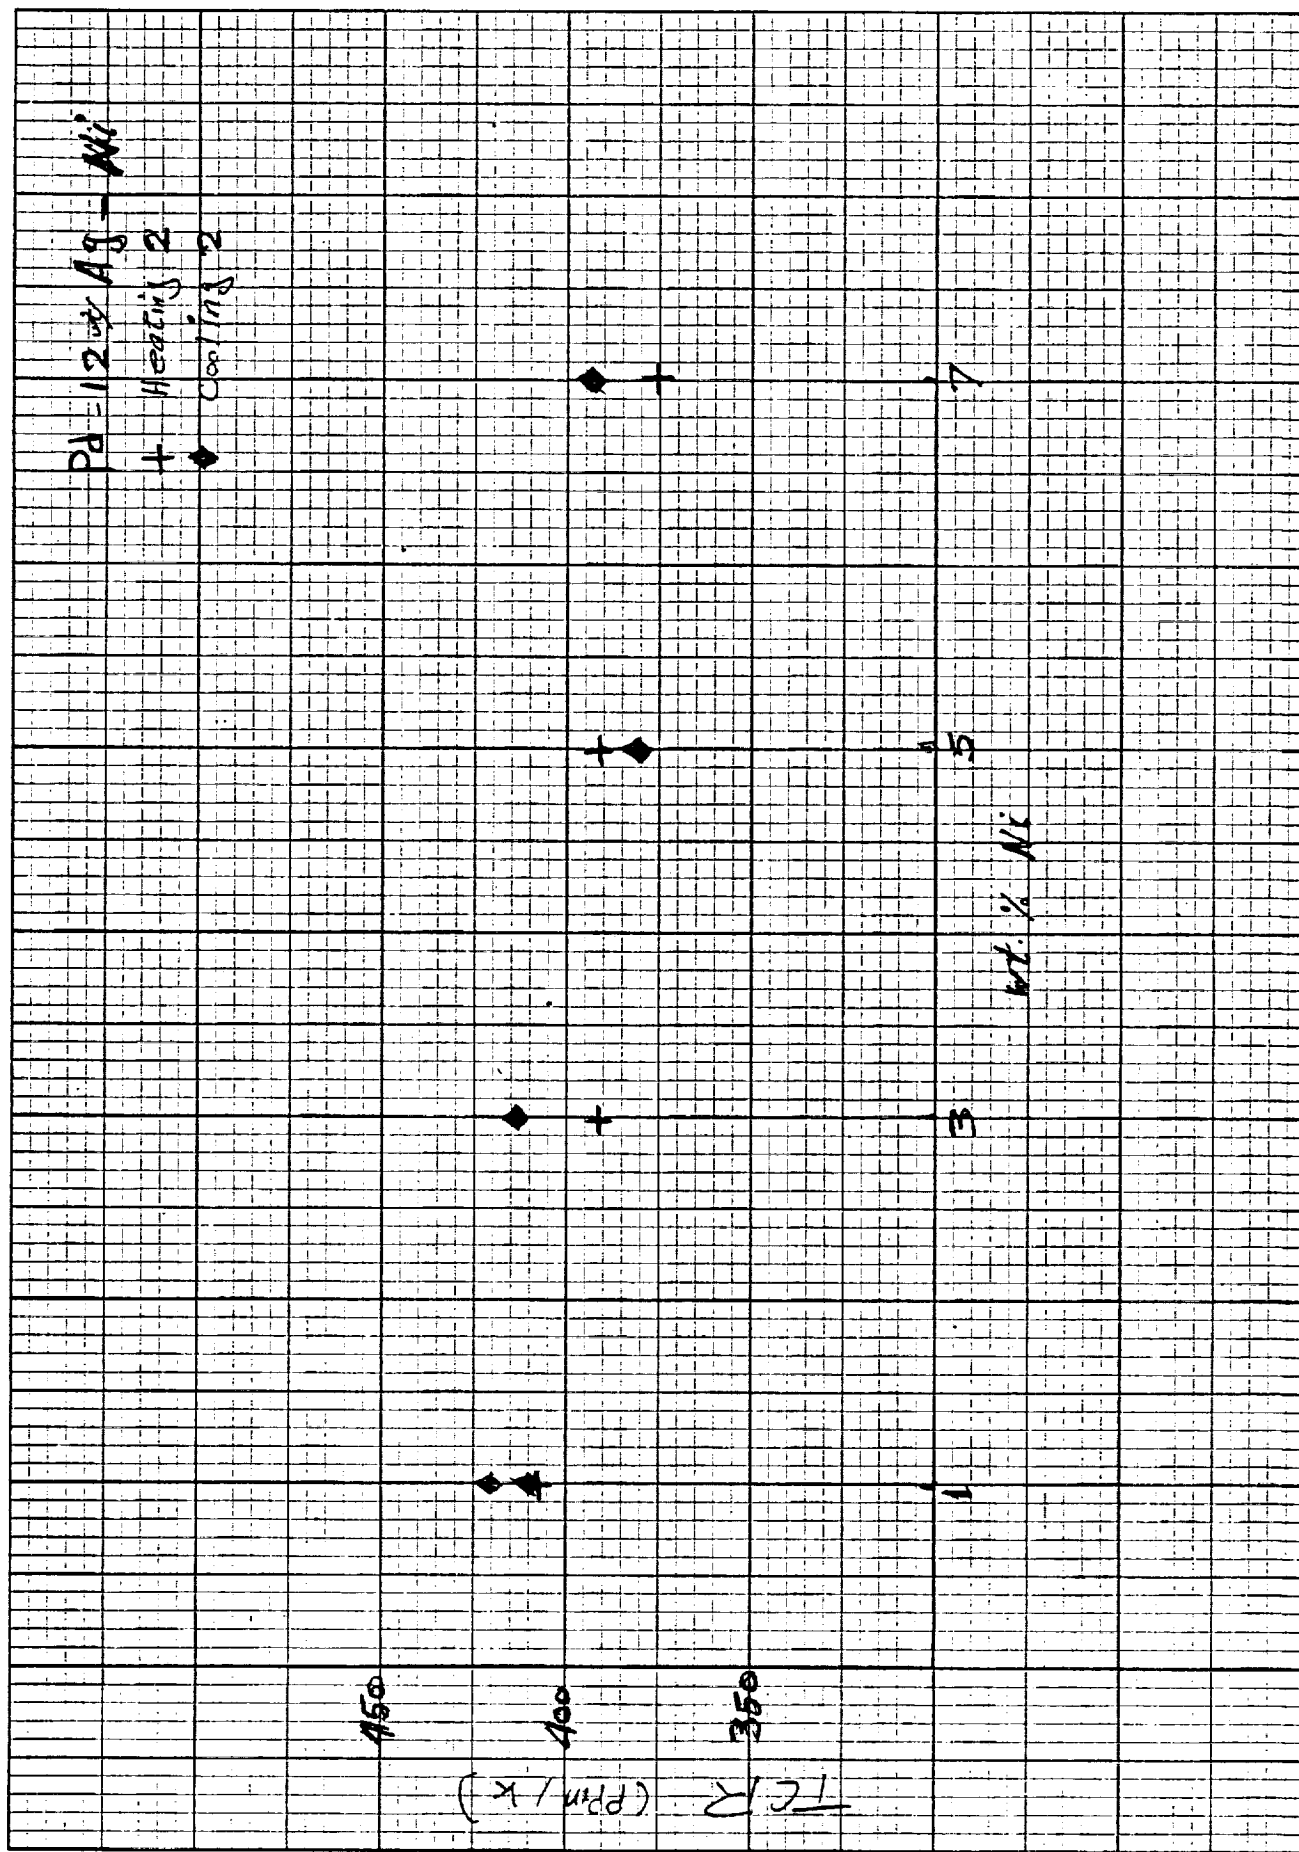 Pd-12 wt Ag - Ni
+ Heating 2
◆ Cooling 2
450
400
350
TCR (PPm / K)
1 3 5 7
wt. % Ni